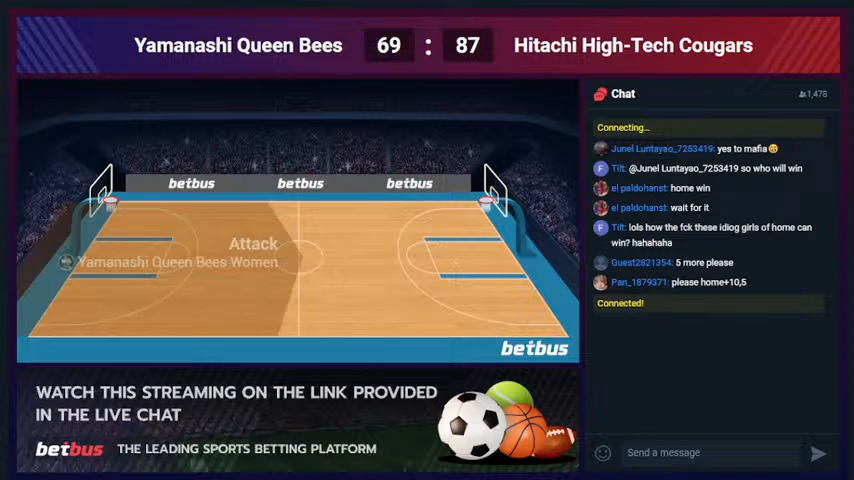 Yamanashi Queen Bees 69 : 87 Hitachi High-Tech Cougars
betbus betbus betbus
Attack
Yamanashi Queen Bees Women
betbus
WATCH THIS STREAMING ON THE LINK PROVIDED
IN THE LIVE CHAT
betbus THE LEADING SPORTS BETTING PLATFORM
Chat 1,478
Connecting...
Junel Luntayao_7253419: yes to mafia😀
F Tilt: @Junel Luntayao_7253419 so who will win
el paldohanst: home win
el paldohanst: wait for it
F Tilt: lols how the fck these idiog girls of home can
win? hahahaha
Guest2821354: 5 more please
Pan_1879371: please home+10,5
Connected!
Send a message